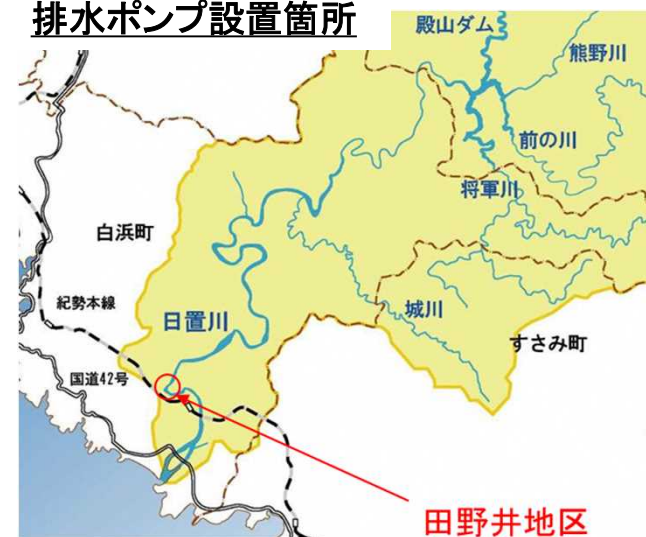 排水ポンプ設置箇所
殿山ダム
熊野川
前の川
将軍川
白浜町
紀勢本線
日置川
城川
すさみ町
国道42号
田野井地区